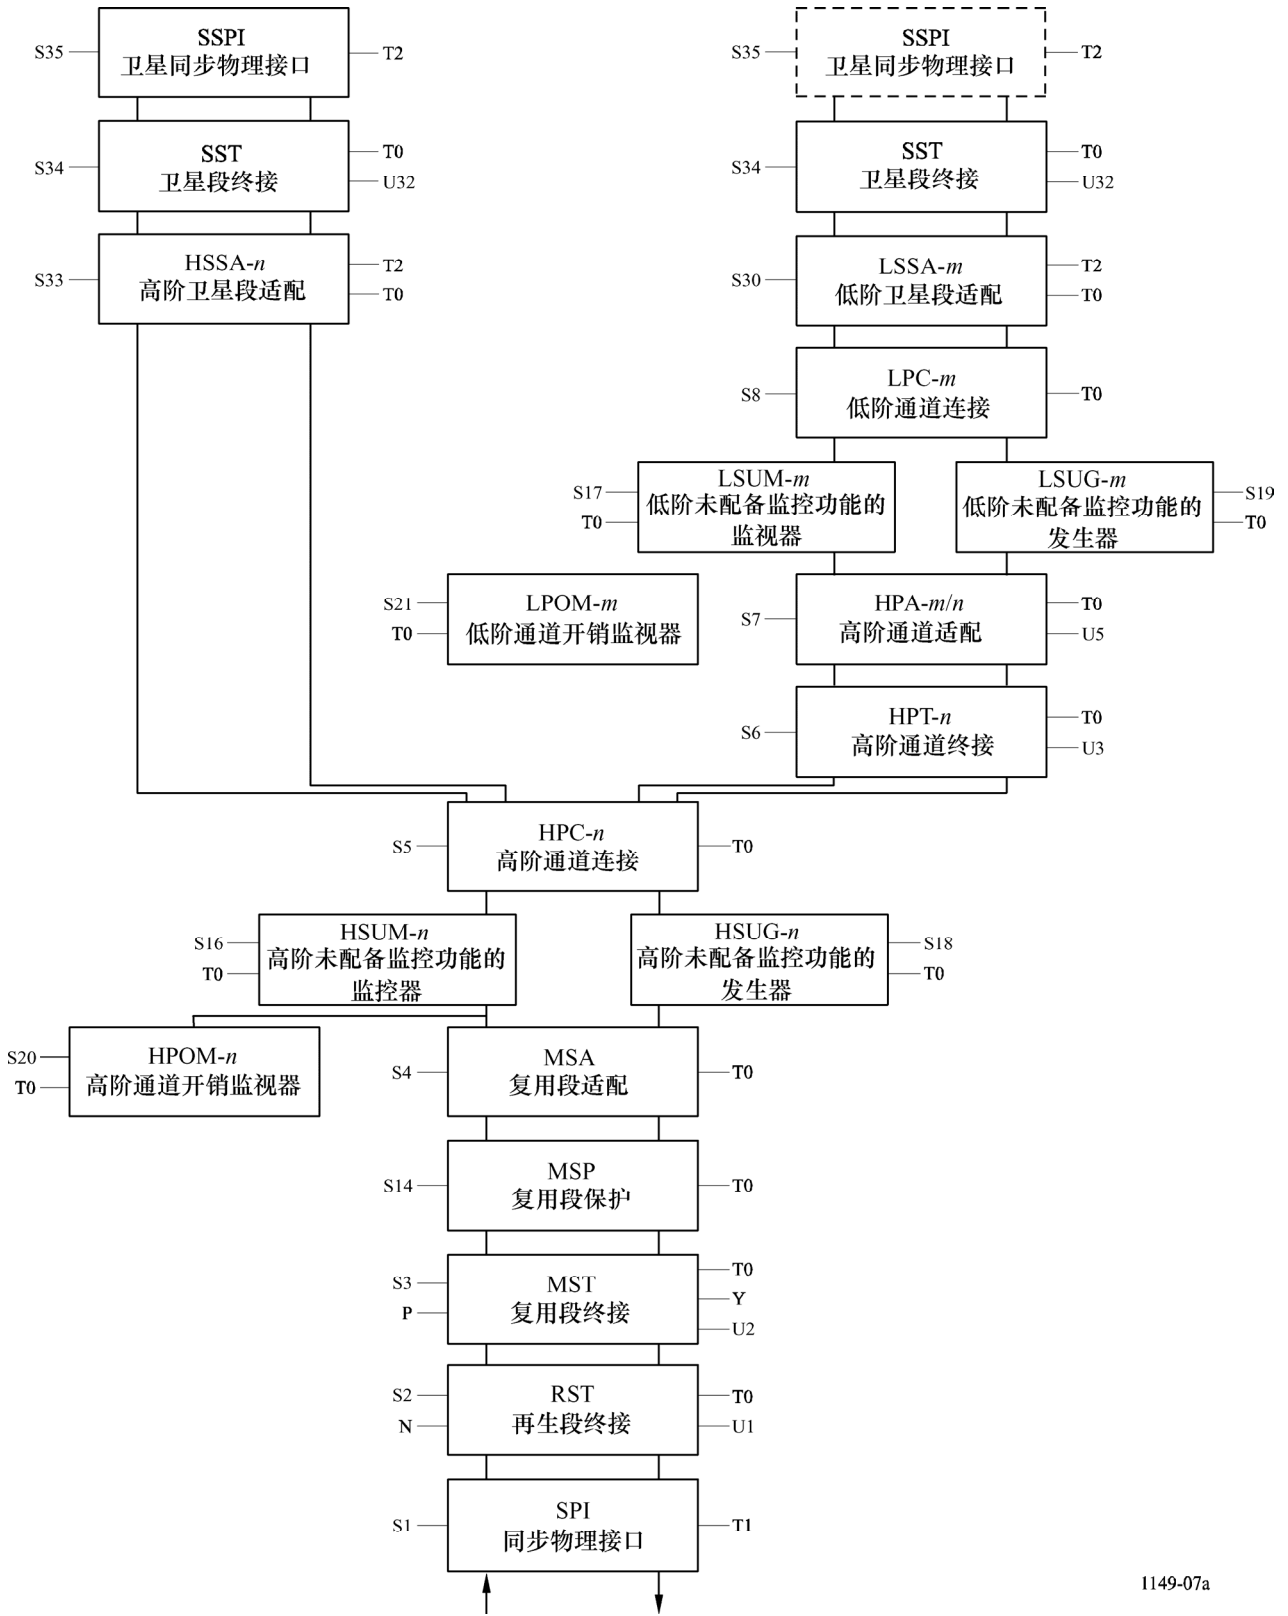 SSPI
卫星同步物理接口
S35
T2
SSPI
卫星同步物理接口
S35
T2
SST
卫星段终接
S34
T0
U32
SST
卫星段终接
S34
T0
U32
HSSA-n
高阶卫星段适配
S33
T2
T0
LSSA-m
低阶卫星段适配
S30
T2
T0
LPC-m
低阶通道连接
S8
T0
LSUM-m
低阶未配备监控功能的
监视器
S17
T0
LSUG-m
低阶未配备监控功能的
发生器
S19
T0
LPOM-m
低阶通道开销监视器
S21
T0
HPA-m/n
高阶通道适配
S7
T0
U5
HPT-n
高阶通道终接
S6
T0
U3
HPC-n
高阶通道连接
S5
T0
HSUM-n
高阶未配备监控功能的
监控器
S16
T0
HSUG-n
高阶未配备监控功能的
发生器
S18
T0
HPOM-n
高阶通道开销监视器
S20
T0
MSA
复用段适配
S4
T0
MSP
复用段保护
S14
T0
MST
复用段终接
S3
P
T0
Y
U2
RST
再生段终接
S2
N
T0
U1
SPI
同步物理接口
S1
T1
1149-07a